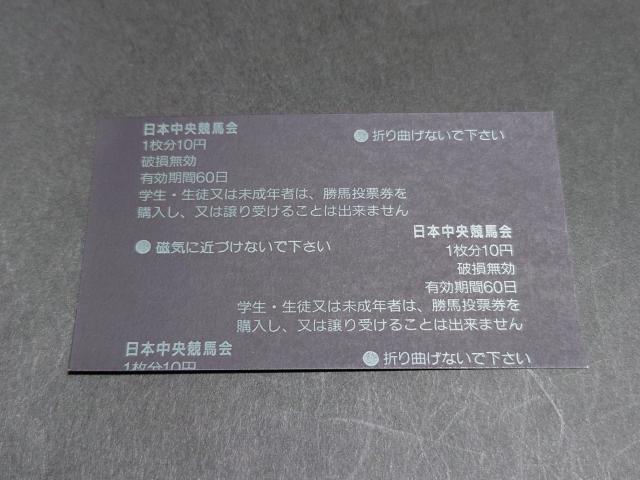 日本中央競馬会
1枚分10円
破損無効
有効期間60日
学生・生徒又は未成年者は、勝馬投票券を
購入し、又は譲り受けることは出来ません
折り曲げないで下さい
磁気に近づけないで下さい
日本中央競馬会
1枚分10円
破損無効
有効期間60日
学生・生徒又は未成年者は、勝馬投票券を
購入し、又は譲り受けることは出来ません
日本中央競馬会
1枚分10円
折り曲げないで下さい